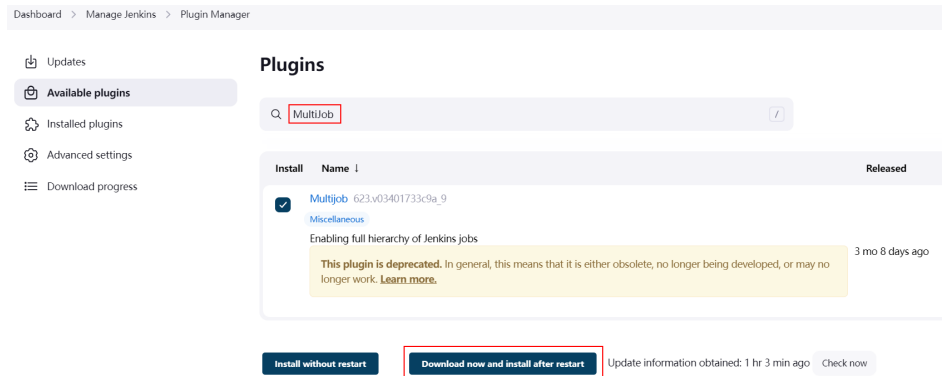 Dashboard > Manage Jenkins > Plugin Manager
Updates
Available plugins
Installed plugins
Advanced settings
Download progress
Plugins
MultiJob
/
Install Name ↓ Released
Multijob 623.v03401733c9a_9
Miscellaneous
Enabling full hierarchy of Jenkins jobs
This plugin is deprecated. In general, this means that it is either obsolete, no longer being developed, or may no
longer work. Learn more.
3 mo 8 days ago
Install without restart Download now and install after restart Update information obtained: 1 hr 3 min ago Check now